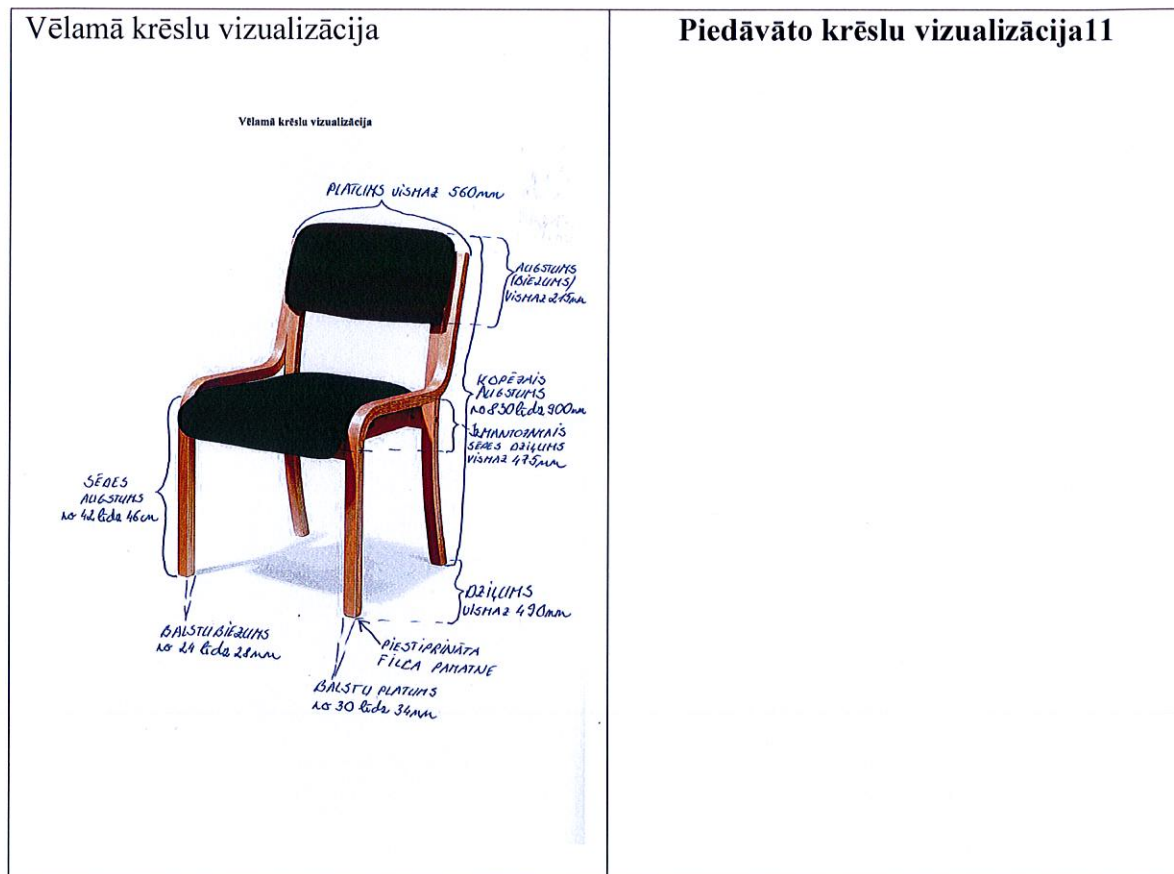 Vēlamā krēslu vizualizācija
Piedāvāto krēslu vizualizācija11
Vēlamā krēslu vizualizācija
PLATUMS VISMAZ 560mm
AUGSTUMS
(BIEZUMS)
VISMAZ 215mm
KOPĒJAIS
AUGSTUMS
no 830 līdz 900mm
IZMANTOJAMAIS
SĒDES DZIĻUMS
VISMAZ 475mm
SĒDES
AUGSTUMS
no 42 līdz 46cm
DZIĻUMS
VISMAZ 490mm
BALSTU BIEZUMS
no 24 līdz 28mm
PIESTIPRINĀTA
FILCA PAMATNE
BALSTU PLATUMS
no 30 līdz 34mm